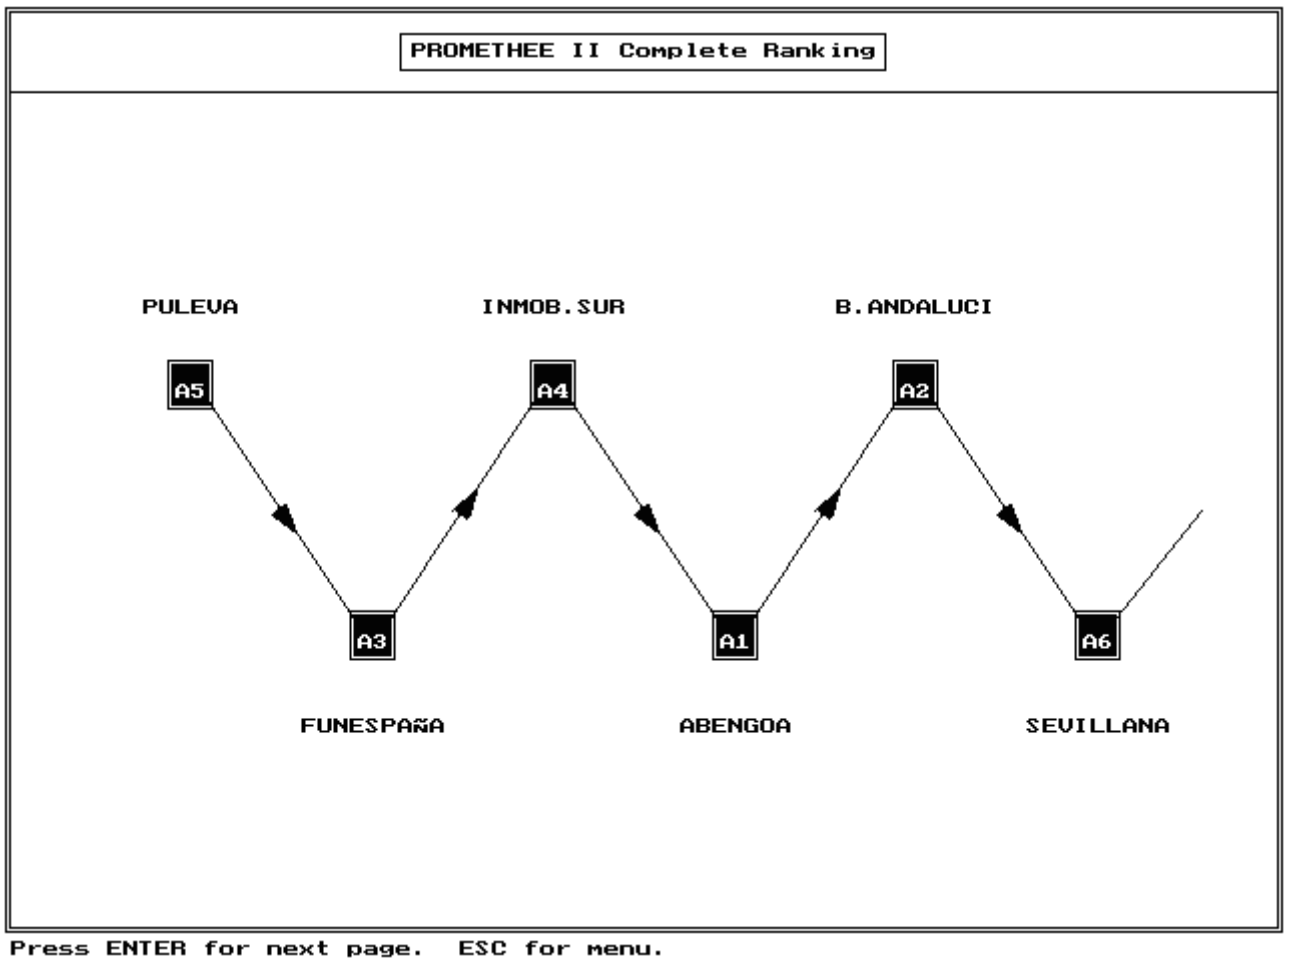 PROMETHEE II Complete Ranking
PULEVA INMOB.SUR B.ANDALUCI
A5 A4 A2
A3 A1 A6
FUNESPAñA ABENGOA SEVILLANA
Press ENTER for next page. ESC for menu.